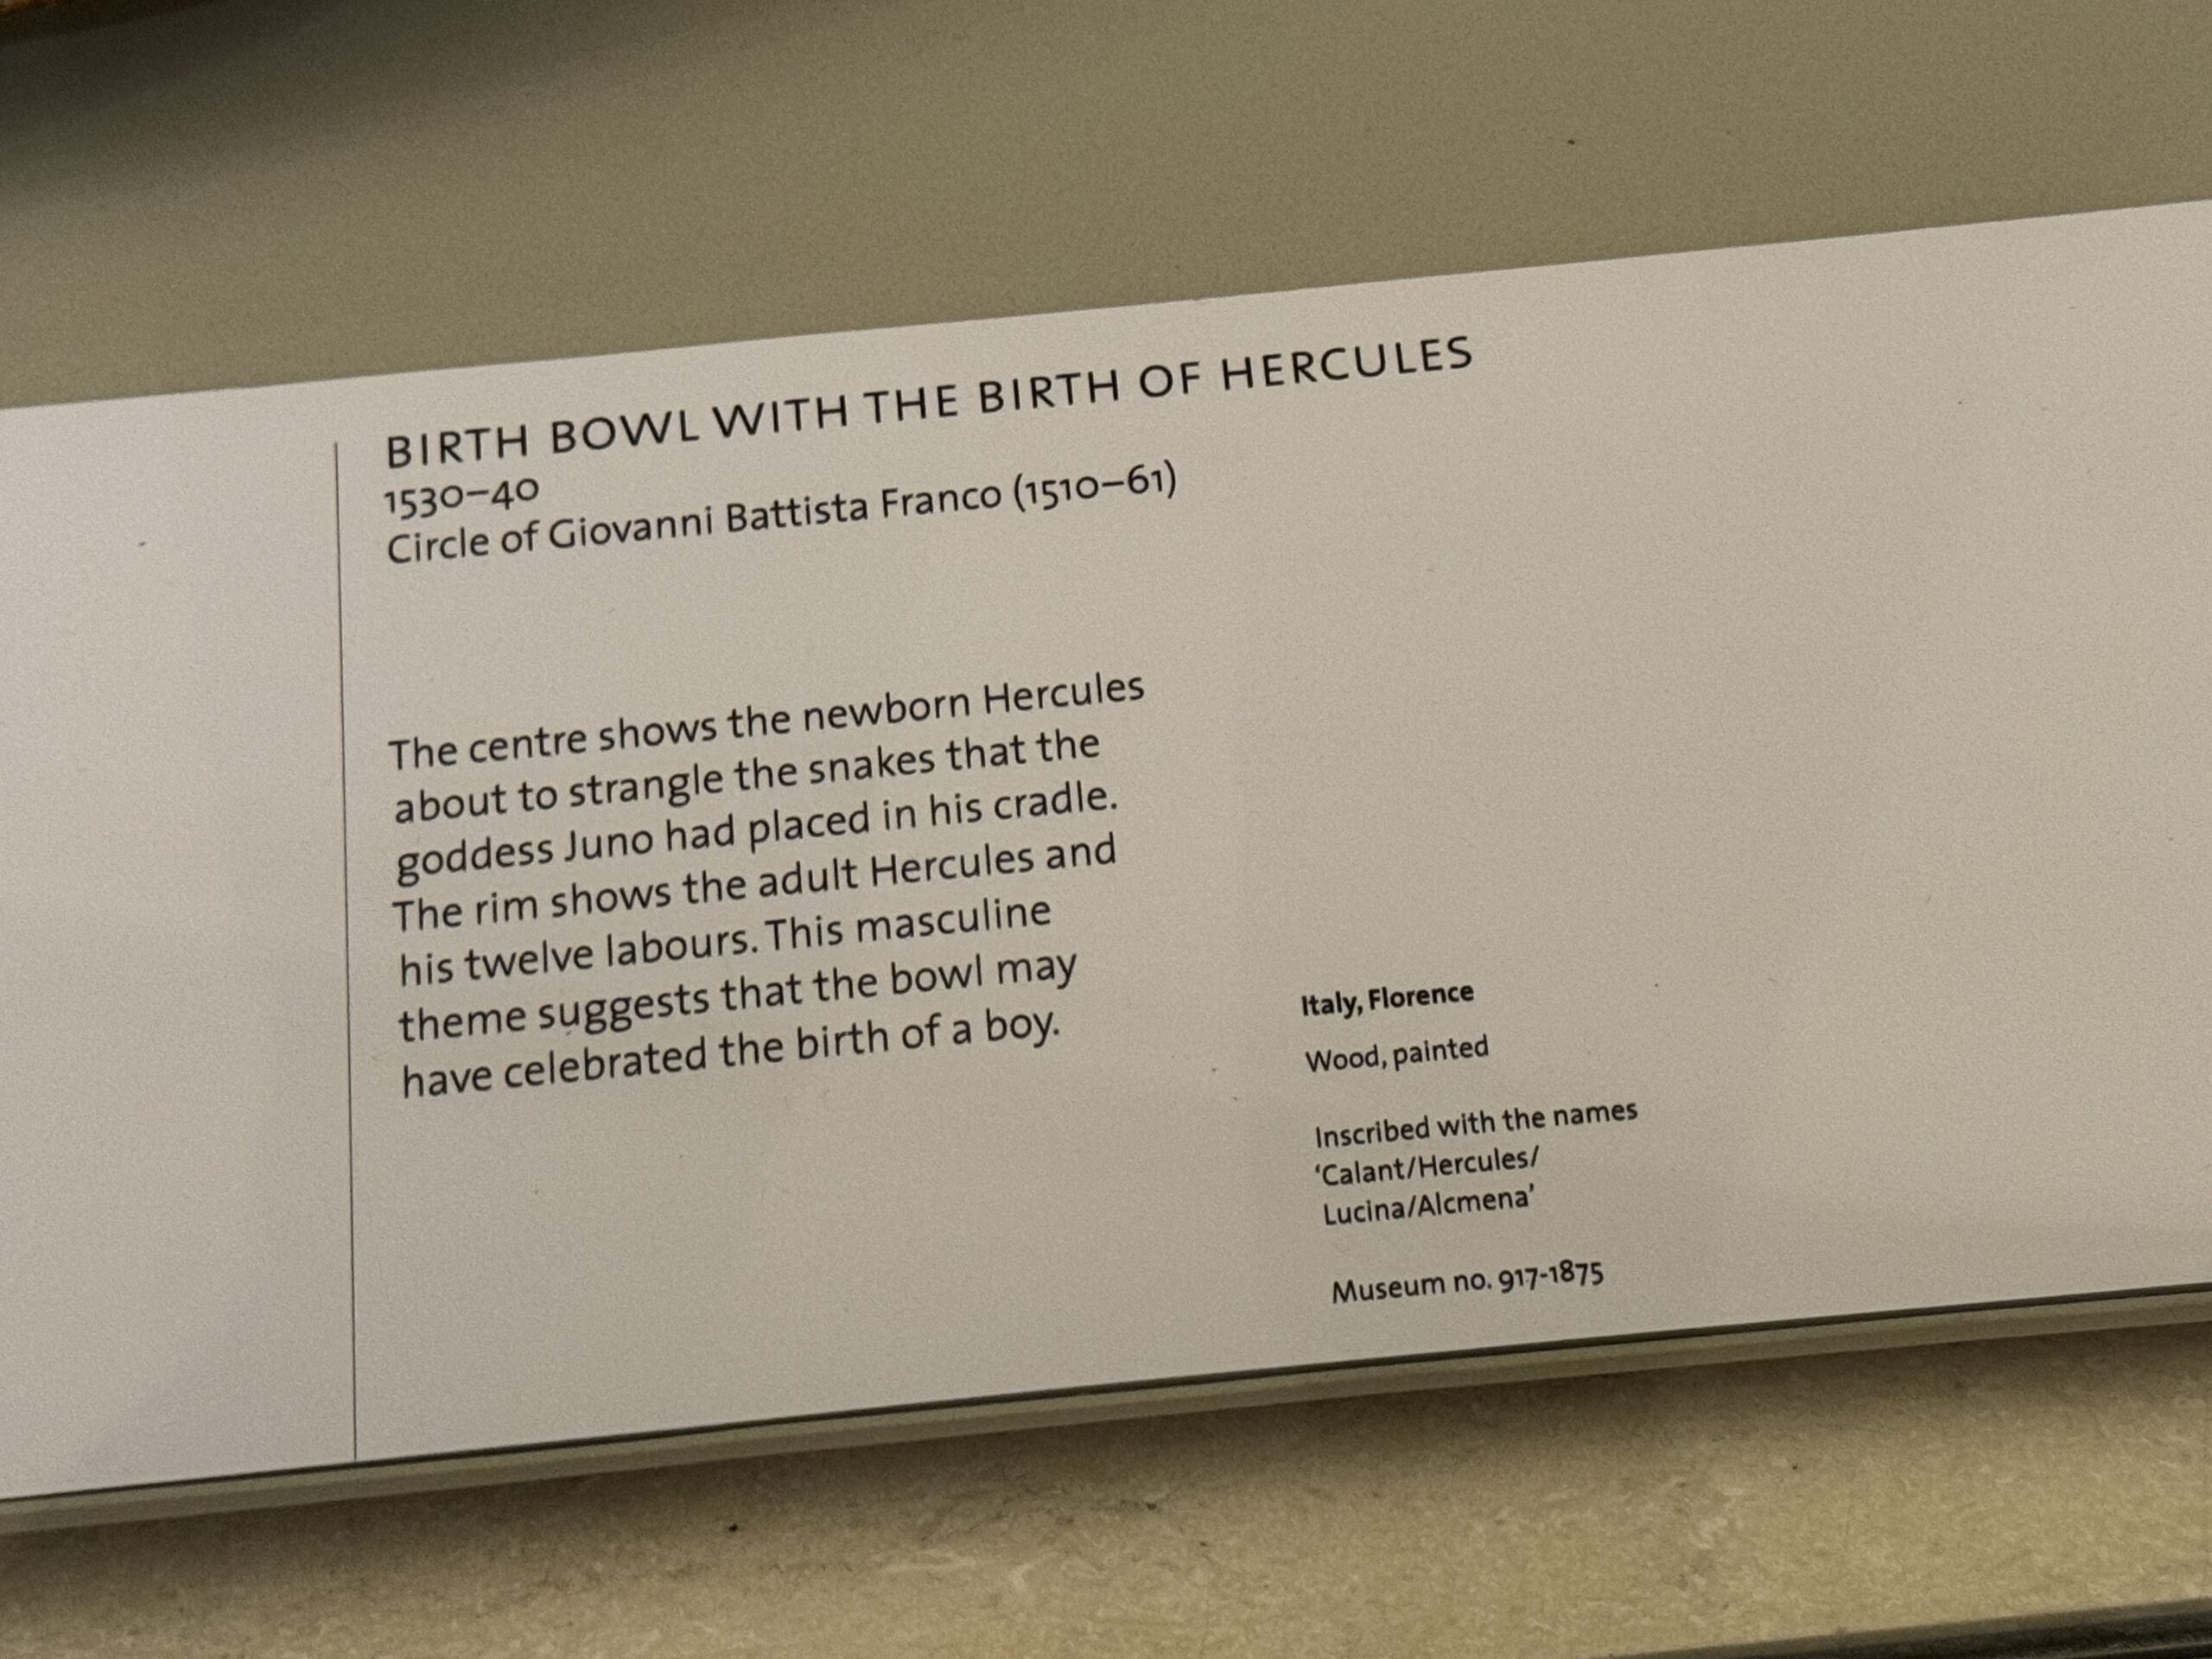 BIRTH BOWL WITH THE BIRTH OF HERCULES
1530–40
Circle of Giovanni Battista Franco (1510–61)
The centre shows the newborn Hercules
about to strangle the snakes that the
goddess Juno had placed in his cradle.
The rim shows the adult Hercules and
his twelve labours. This masculine
theme suggests that the bowl may
have celebrated the birth of a boy.
Italy, Florence
Wood, painted
Inscribed with the names
‘Calant/Hercules/
Lucina/Alcmena’
Museum no. 917-1875